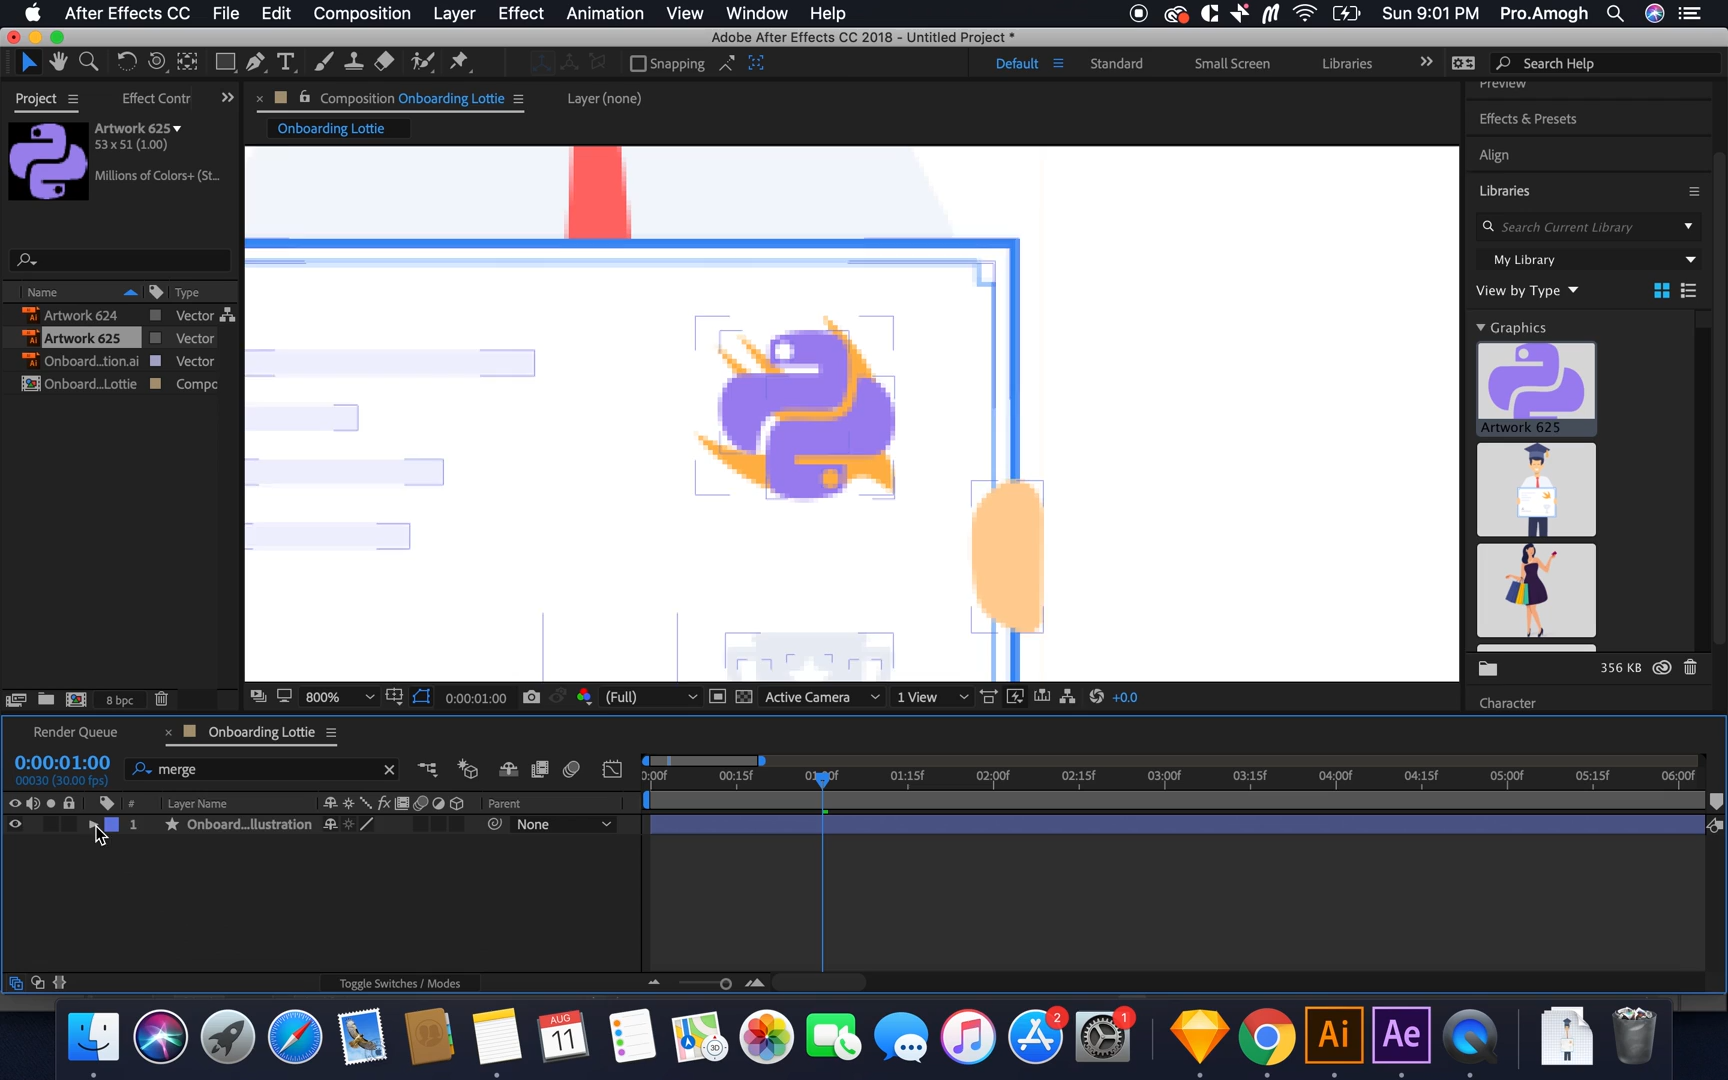 After Effects CC File Edit Composition Layer Effect Animation View Window Help Sun 9:01 PM Pro.Amogh
Adobe After Effects CC 2018 - Untitled Project *
Snapping Default Standard Small Screen Libraries Search Help
Project Effect Contr Composition Onboarding Lottie Layer (none)
Onboarding Lottie
Artwork 625
53 x 51 (1.00)
Millions of Colors+ (St...
Name Type
Artwork 624 Vector
Artwork 625 Vector
Onboard...tion.ai Vector
Onboard...Lottie Compo
8 bpc
800% 0:00:01:00 (Full) Active Camera 1 View +0.0
Preview
Effects & Presets
Align
Libraries
Search Current Library
My Library
View by Type
Graphics
Artwork 625
356 KB
Character
Render Queue Onboarding Lottie
0:00:01:00
00030 (30.00 fps)
merge
0:00f 00:15f 01:00f 01:15f 02:00f 02:15f 03:00f 03:15f 04:00f 04:15f 05:00f 05:15f 06:00f
# Layer Name Parent
1 Onboard...llustration None
Toggle Switches / Modes
AUG
11
3D
2
1
Ai
Ae